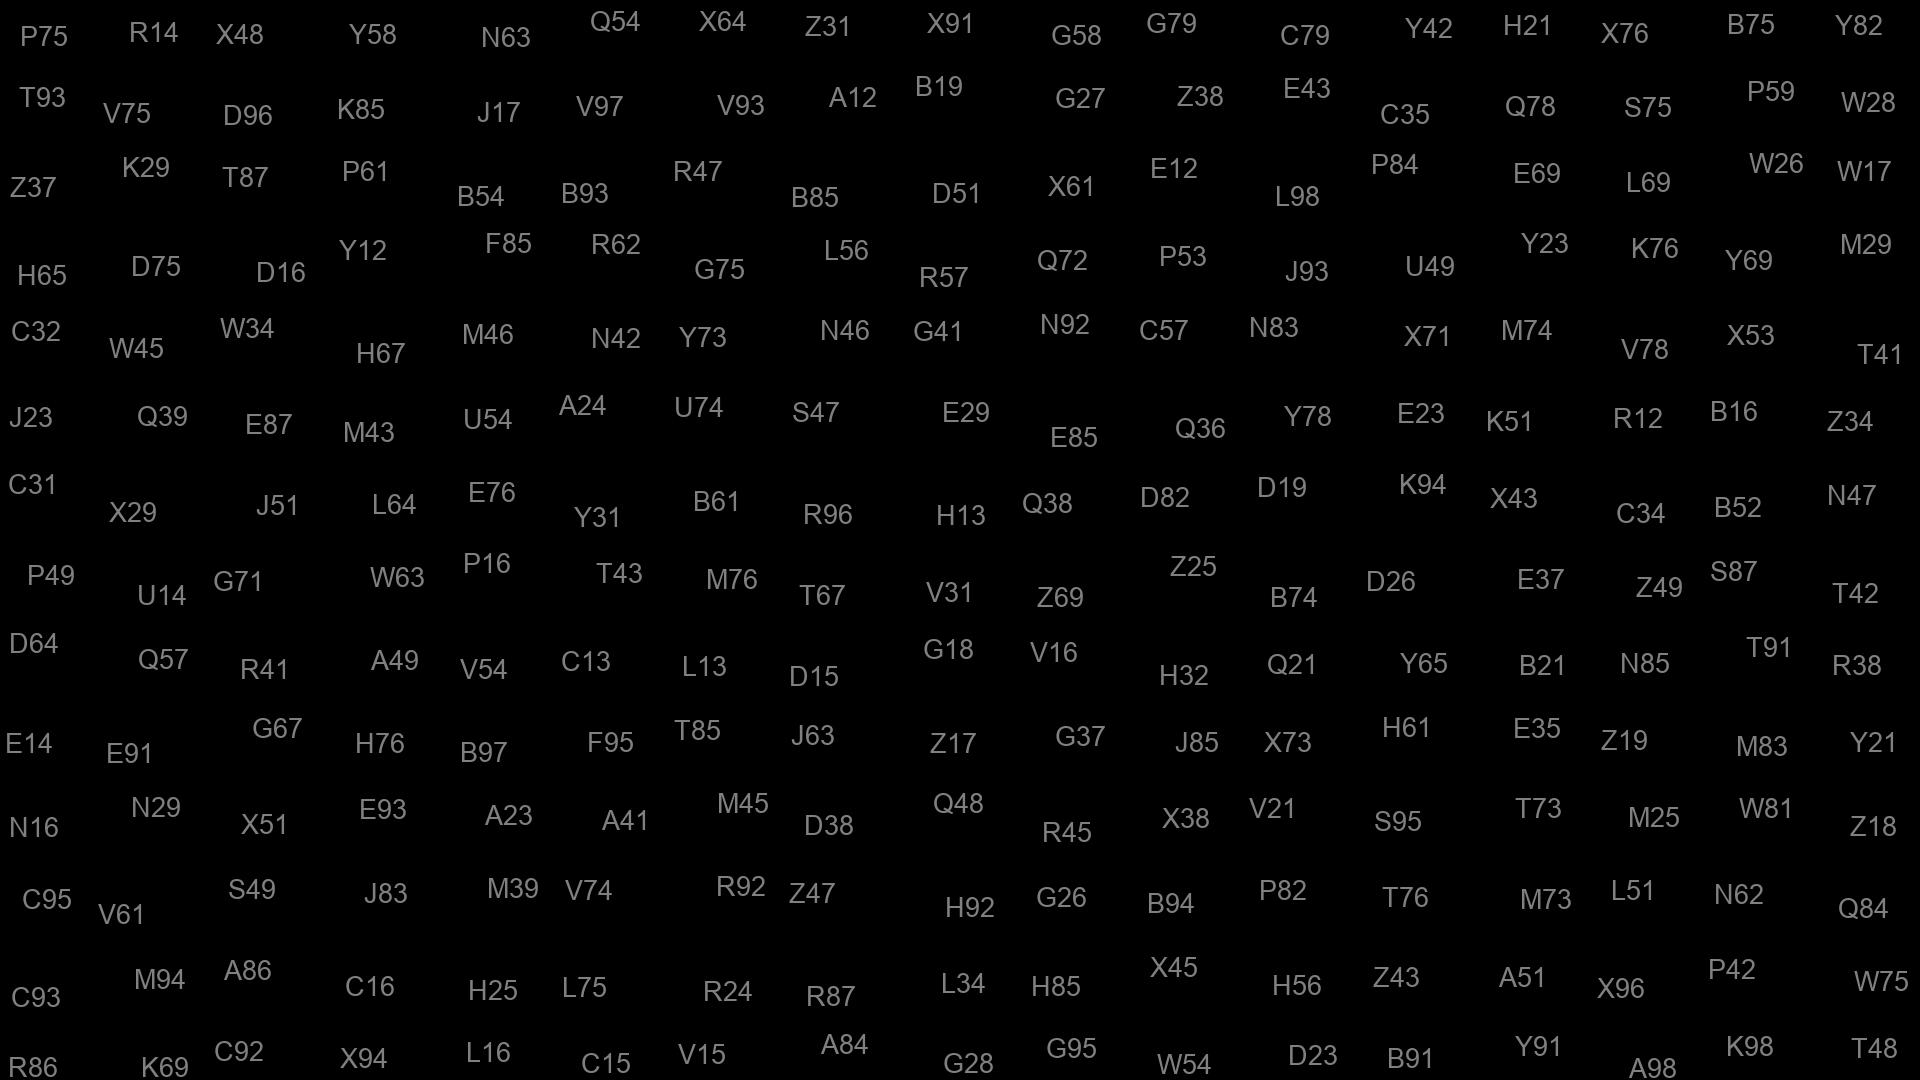 P75 R14 X48 Y58 N63 Q54 X64 Z31 X91 G58 G79 C79 Y42 H21 X76 B75 Y82
T93 V75 D96 K85 J17 V97 V93 A12 B19 G27 Z38 E43 C35 Q78 S75 P59 W28
Z37 K29 T87 P61 B54 B93 R47 B85 D51 X61 E12 L98 P84 E69 L69 W26 W17
H65 D75 D16 Y12 F85 R62 G75 L56 R57 Q72 P53 J93 U49 Y23 K76 Y69 M29
C32 W45 W34 H67 M46 N42 Y73 N46 G41 N92 C57 N83 X71 M74 V78 X53 T41
J23 Q39 E87 M43 U54 A24 U74 S47 E29 E85 Q36 Y78 E23 K51 R12 B16 Z34
C31 X29 J51 L64 E76 Y31 B61 R96 H13 Q38 D82 D19 K94 X43 C34 B52 N47
P49 U14 G71 W63 P16 T43 M76 T67 V31 Z69 Z25 B74 D26 E37 Z49 S87 T42
D64 Q57 R41 A49 V54 C13 L13 D15 G18 V16 H32 Q21 Y65 B21 N85 T91 R38
E14 E91 G67 H76 B97 F95 T85 J63 Z17 G37 J85 X73 H61 E35 Z19 M83 Y21
N16 N29 X51 E93 A23 A41 M45 D38 Q48 R45 X38 V21 S95 T73 M25 W81 Z18
C95 V61 S49 J83 M39 V74 R92 Z47 H92 G26 B94 P82 T76 M73 L51 N62 Q84
C93 M94 A86 C16 H25 L75 R24 R87 L34 H85 X45 H56 Z43 A51 X96 P42 W75
R86 K69 C92 X94 L16 C15 V15 A84 G28 G95 W54 D23 B91 Y91 A98 K98 T48